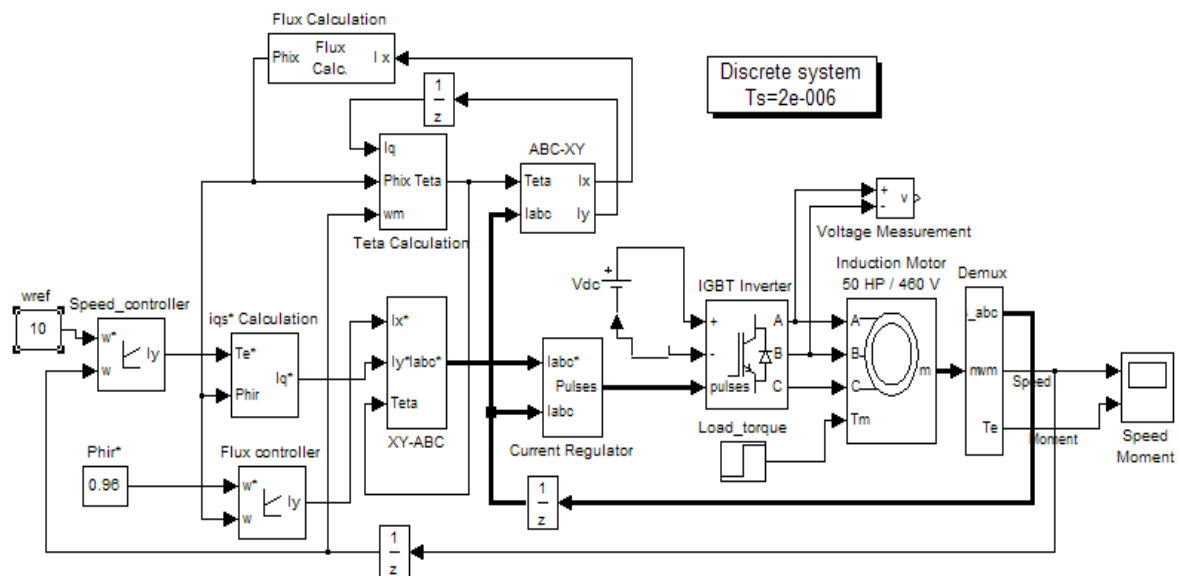 Flux Calculation
Phix
Flux
Calc.
I x
Discrete system
Ts=2e-006
1
z
Iq
Phix Teta
wm
Teta Calculation
ABC-XY
Teta
Ix
Iabc
Iy
+
-
v
Voltage Measurement
wref
10
Speed_controller
w*
w
Iy
iqs* Calculation
Te*
Iq*
Phir
Ix*
Iy*Iabc*
Teta
XY-ABC
Iabc*
Pulses
Iabc
Current Regulator
+
Vdc
IGBT Inverter
+
-
pulses
A
B
C
Induction Motor
50 HP / 460 V
A
B
C
m
Tm
Load_torque
Demux
i_abc
m
wm
Te
Speed
Moment
Speed
Moment
Phir*
0.96
Flux controller
w*
w
Iy
1
z
1
z